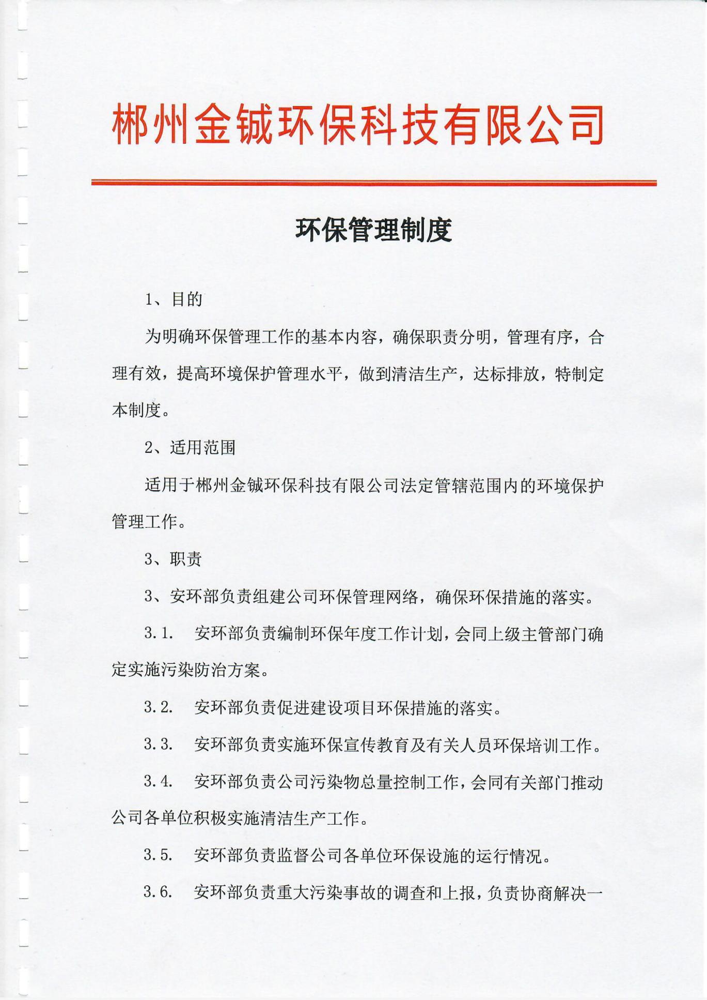 郴州金铖环保科技有限公司
环保管理制度
1、目的
为明确环保管理工作的基本内容，确保职责分明，管理有序，合
理有效，提高环境保护管理水平，做到清洁生产，达标排放，特制定
本制度。
2、适用范围
适用于郴州金铖环保科技有限公司法定管辖范围内的环境保护
管理工作。
3、职责
3、安环部负责组建公司环保管理网络，确保环保措施的落实。
3.1. 安环部负责编制环保年度工作计划，会同上级主管部门确
定实施污染防治方案。
3.2. 安环部负责促进建设项目环保措施的落实。
3.3. 安环部负责实施环保宣传教育及有关人员环保培训工作。
3.4. 安环部负责公司污染物总量控制工作，会同有关部门推动
公司各单位积极实施清洁生产工作。
3.5. 安环部负责监督公司各单位环保设施的运行情况。
3.6. 安环部负责重大污染事故的调查和上报，负责协商解决一